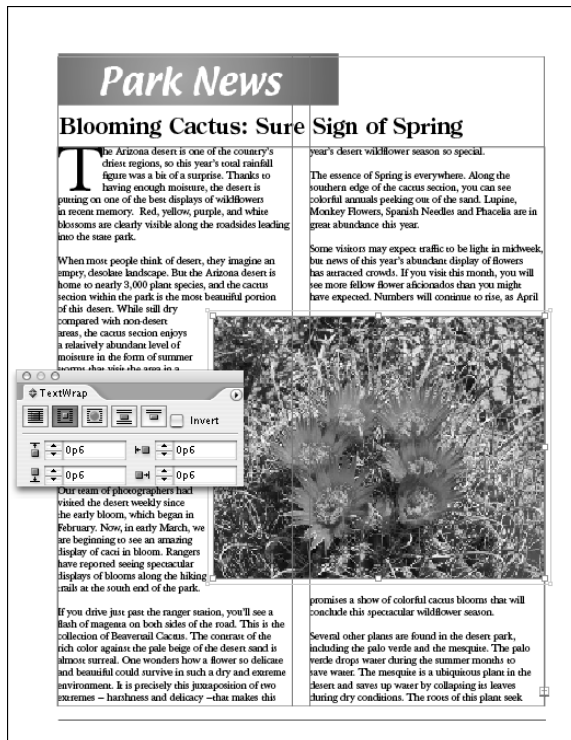 Park News
Blooming Cactus: Sure Sign of Spring
The Arizona desert is one of the country's
driest regions, so this year's total rainfall
figure was a bit of a surprise. Thanks to
having enough moisture, the desert is
putting on one of the best displays of wildflowers
in recent memory. Red, yellow, purple, and white
blossoms are clearly visible along the roadsides leading
into the state park.
When most people think of desert, they imagine an
empty, desolate landscape. But the Arizona desert is
home to nearly 3,000 plant species, and the cactus
section within the park is the most beautiful portion
of this desert. While still dry
compared with non-desert
areas, the cactus section enjoys
a relatively abundant level of
moisture in the form of summer
storms that visit the area in a
TextWrap
Invert
0p6
0p6
0p6
0p6
Our team of photographers had
visited the desert weekly since
the early bloom, which began in
February. Now, in early March, we
are beginning to see an amazing
display of cacti in bloom. Rangers
have reported seeing spectacular
displays of blooms along the hiking
trails at the south end of the park.
If you drive just past the ranger station, you'll see a
flash of magenta on both sides of the road. This is the
collection of Beavertail Cactus. The contrast of the
rich color against the pale beige of the desert sand is
almost surreal. One wonders how a flower so delicate
and beautiful could survive in such a dry and extreme
environment. It is precisely this juxaposition of two
extremes – harshness and delicacy –that makes this
year's desert wildflower season so special.
The essence of Spring is everywhere. Along the
southern edge of the cactus section, you can see
colorful annuals peeking out of the sand. Lupine,
Monkey Flowers, Spanish Needles and Phacelia are in
great abundance this year.
Some visitors may expect traffic to be light in midweek,
but news of this year's abundant display of flowers
has attracted crowds. If you visit this month, you will
see more fellow flower aficionados than you might
have expected. Numbers will continue to rise, as April
promises a show of colorful cactus blooms that will
conclude this spectacular wildflower season.
Several other plants are found in the desert park,
including the palo verde and the mesquite. The palo
verde drops water during the summer months to
save water. The mesquite is a ubiquitous plant in the
desert and saves up water by collapsing its leaves
during dry conditions. The roots of this plant seek